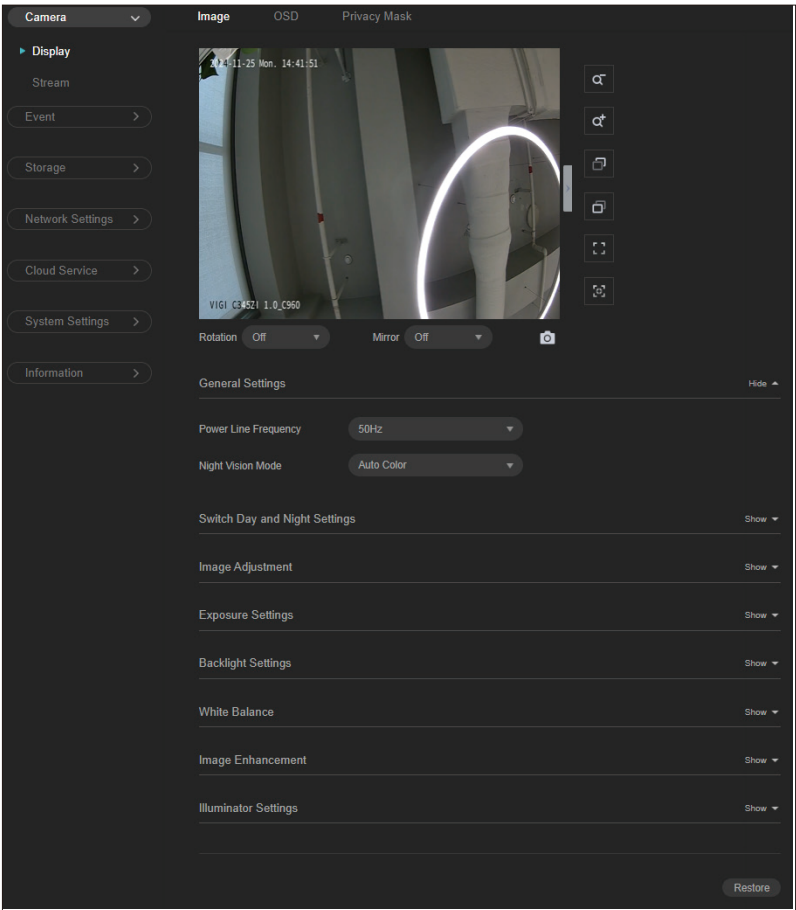 Camera
Image OSD Privacy Mask
Display
Stream
Event
Storage
Network Settings
Cloud Service
System Settings
Information
2024-11-25 Mon. 14:41:51
VIGI C345ZI 1.0_C960
Rotation Off Mirror Off
General Settings Hide
Power Line Frequency 50Hz
Night Vision Mode Auto Color
Switch Day and Night Settings Show
Image Adjustment Show
Exposure Settings Show
Backlight Settings Show
White Balance Show
Image Enhancement Show
Illuminator Settings Show
Restore